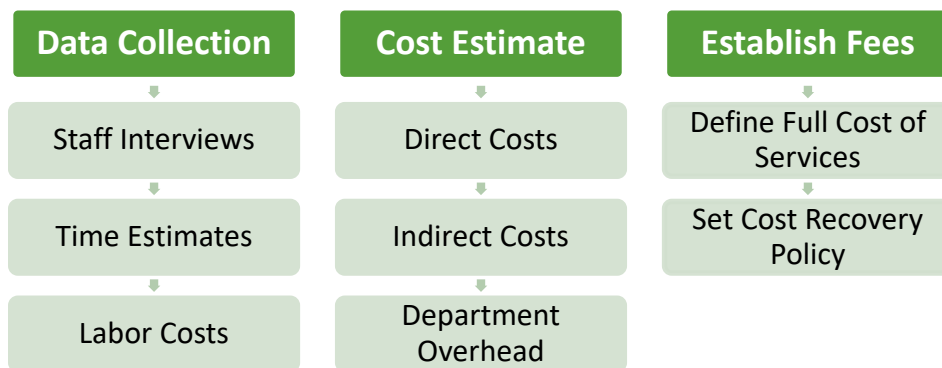 Data Collection
Staff Interviews
Time Estimates
Labor Costs
Cost Estimate
Direct Costs
Indirect Costs
Department
Overhead
Establish Fees
Define Full Cost of
Services
Set Cost Recovery
Policy